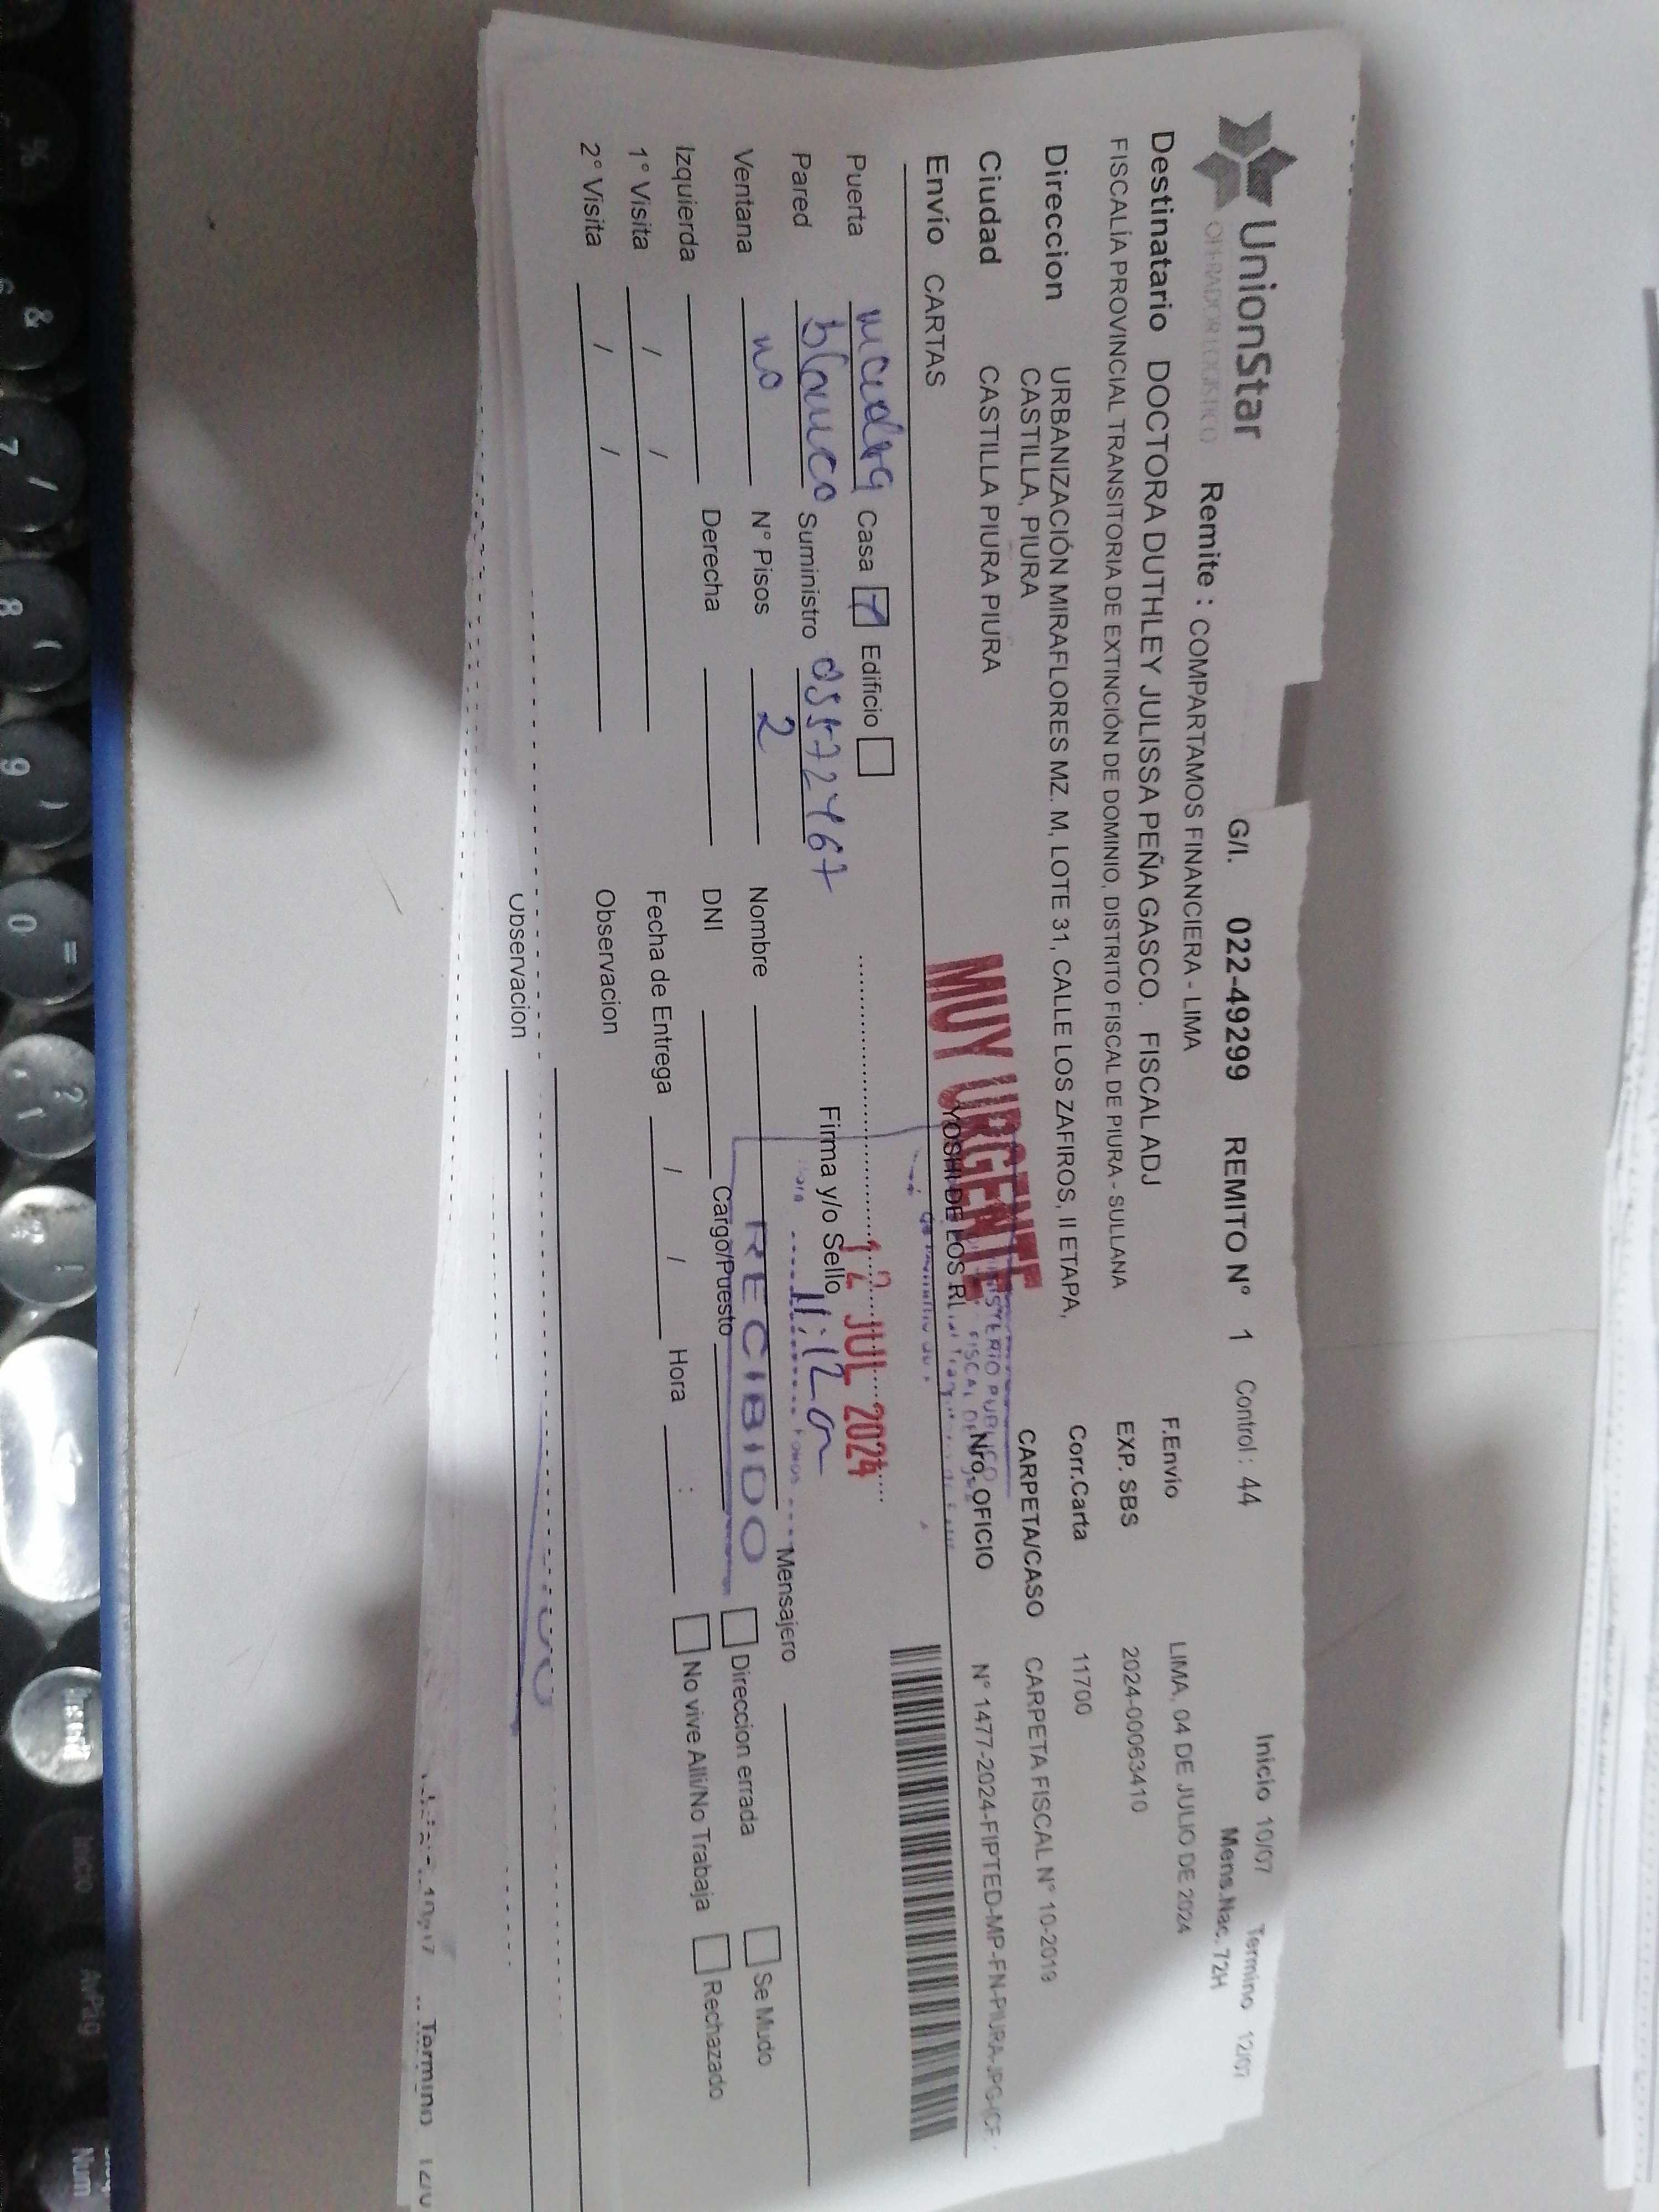 UnionStar
OPERADOR LOGISTICO
Remite : COMPARTAMOS FINANCIERA - LIMA
G/I. 022-49299 REMITO N° 1 Control : 44
Inicio 10/07 Termino 12/07
Mens.Nac. 72H
Destinatario DOCTORA DUTHLEY JULISSA PEÑA GASCO. FISCAL ADJ
FISCALÍA PROVINCIAL TRANSITORIA DE EXTINCIÓN DE DOMINIO, DISTRITO FISCAL DE PIURA - SULLANA
F.Envio LIMA, 04 DE JULIO DE 2024
EXP. SBS 2024-00063410
Direccion URBANIZACIÓN MIRAFLORES MZ. M, LOTE 31, CALLE LOS ZAFIROS, II ETAPA,
CASTILLA, PIURA
Corr.Carta 11700
Ciudad CASTILLA PIURA PIURA
CARPETA/CASO CARPETA FISCAL N° 10-2019
Nro. OFICIO N° 1477-2024-FIPTED-MP-FN-PIURA-JPG-ICF.
Envío CARTAS
MUY URGENTE
YOSHI DE LOS RI
Puerta madera Casa Edificio
12 JUL 2024
Pared blanco Suministro
Firma y/o Sello
11:12 a
Ventana no N° Pisos 2
Nombre
RECIBIDO
Mensajero
Izquierda Derecha
DNI Cargo/Puesto
Direccion errada Se Mudo
1° Visita / /
Fecha de Entrega / / Hora :
No vive Alli/No Trabaja Rechazado
2° Visita / /
Observacion
Observacion
Termino